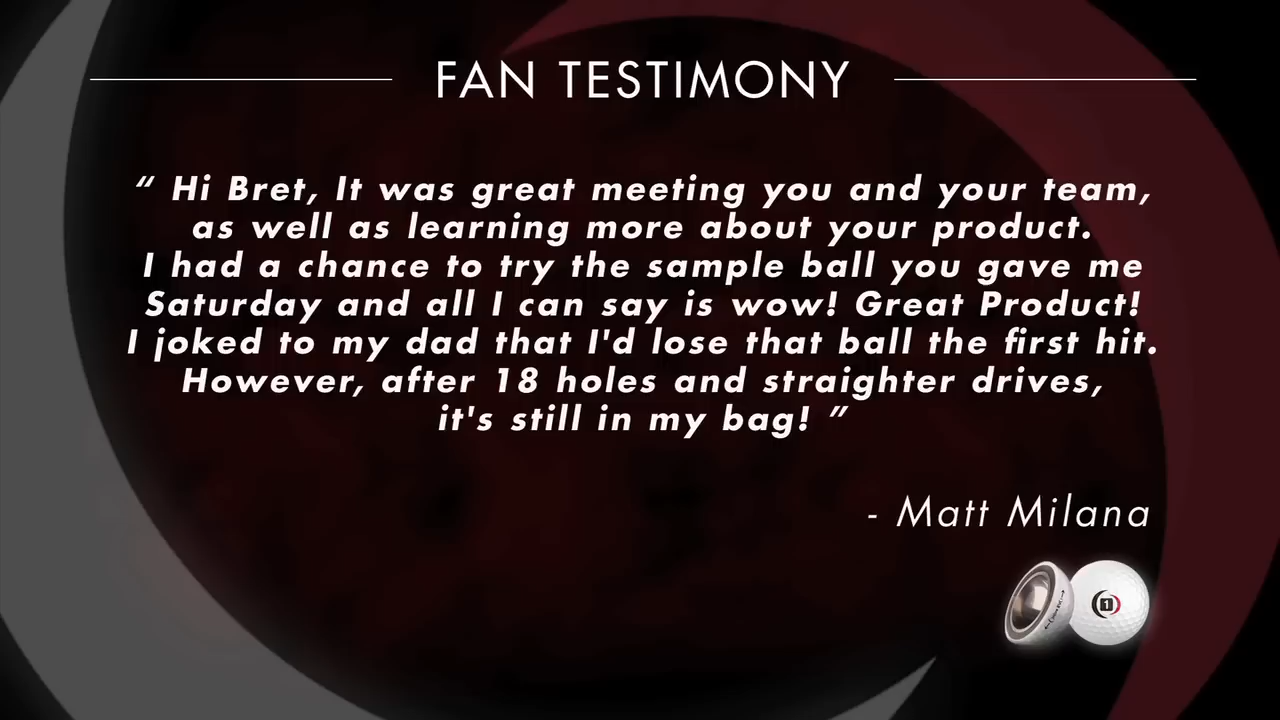 FAN TESTIMONY
“ Hi Bret, It was great meeting you and your team,
as well as learning more about your product.
I had a chance to try the sample ball you gave me
Saturday and all I can say is wow! Great Product!
I joked to my dad that I'd lose that ball the first hit.
However, after 18 holes and straighter drives,
it's still in my bag! ”
- Matt Milana
1